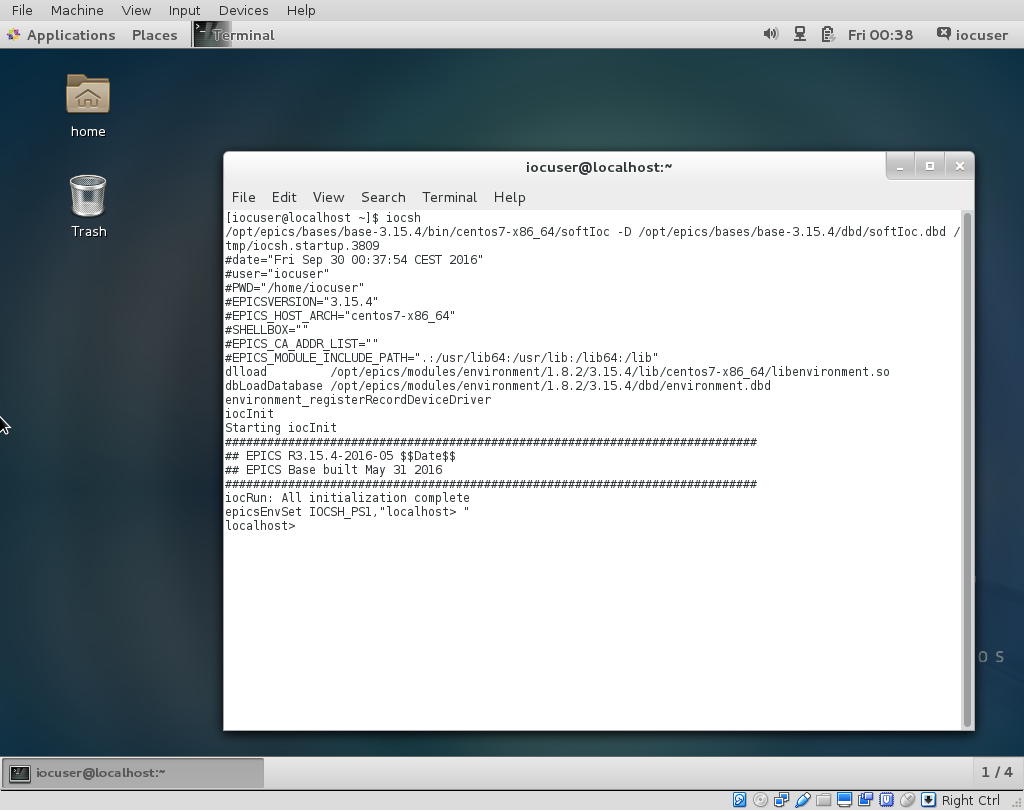 File Machine View Input Devices Help
Applications Places Terminal Fri 00:38 iocuser
home
Trash
iocuser@localhost:~
File Edit View Search Terminal Help
[iocuser@localhost ~]$ iocsh
/opt/epics/bases/base-3.15.4/bin/centos7-x86_64/softIoc -D /opt/epics/bases/base-3.15.4/dbd/softIoc.dbd /
tmp/iocsh.startup.3809
#date="Fri Sep 30 00:37:54 CEST 2016"
#user="iocuser"
#PWD="/home/iocuser"
#EPICSVERSION="3.15.4"
#EPICS_HOST_ARCH="centos7-x86_64"
#SHELLBOX=""
#EPICS_CA_ADDR_LIST=""
#EPICS_MODULE_INCLUDE_PATH=".:/usr/lib64:/usr/lib:/lib64:/lib"
dlload         /opt/epics/modules/environment/1.8.2/3.15.4/lib/centos7-x86_64/libenvironment.so
dbLoadDatabase /opt/epics/modules/environment/1.8.2/3.15.4/dbd/environment.dbd
environment_registerRecordDeviceDriver
iocInit
Starting iocInit
############################################################################
## EPICS R3.15.4-2016-05 $$Date$$
## EPICS Base built May 31 2016
############################################################################
iocRun: All initialization complete
epicsEnvSet IOCSH_PS1,"localhost> "
localhost>
OS
iocuser@localhost:~ 1 / 4
Right Ctrl